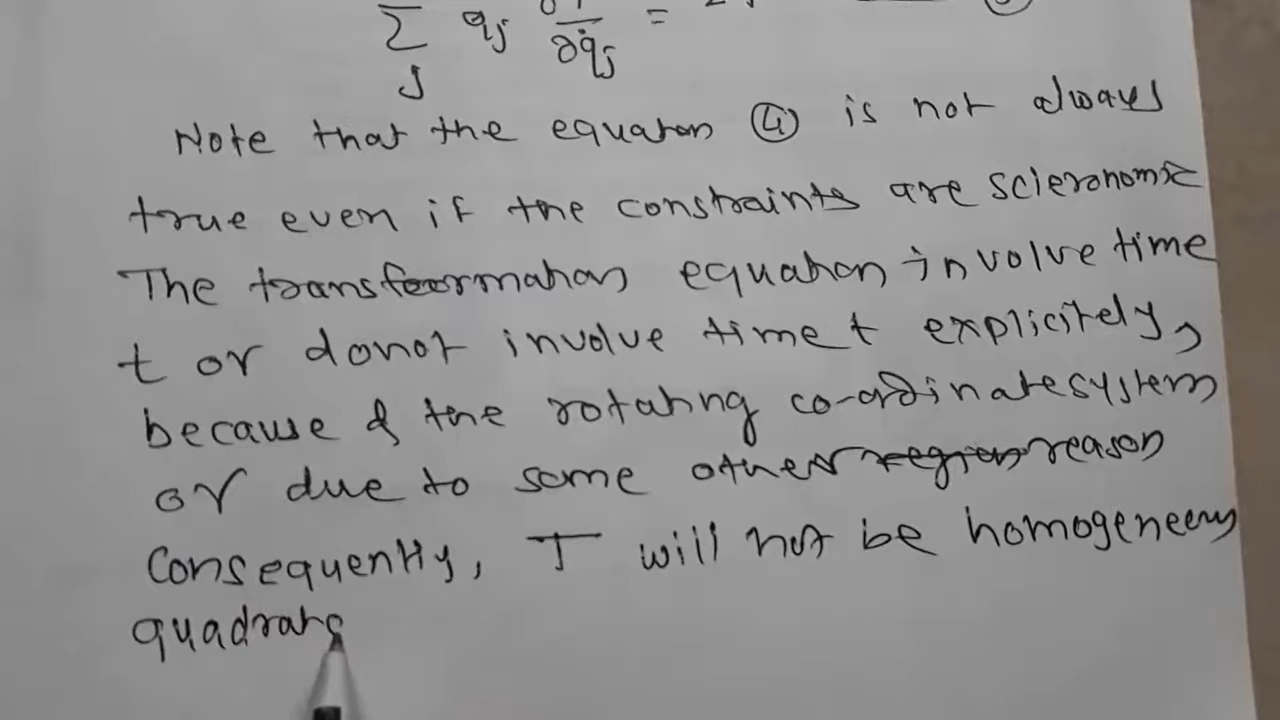 ∑ q̇j ∂T/∂q̇j = 2
j
Note that the equation ④ is not always
true even if the constraints are scleronomic
The transformation equation involve time
t or donot involve time t explicitely,
because of the rotating co-ordinate system
or due to some other region reason
Consequently, T will not be homogeneous
quadratic